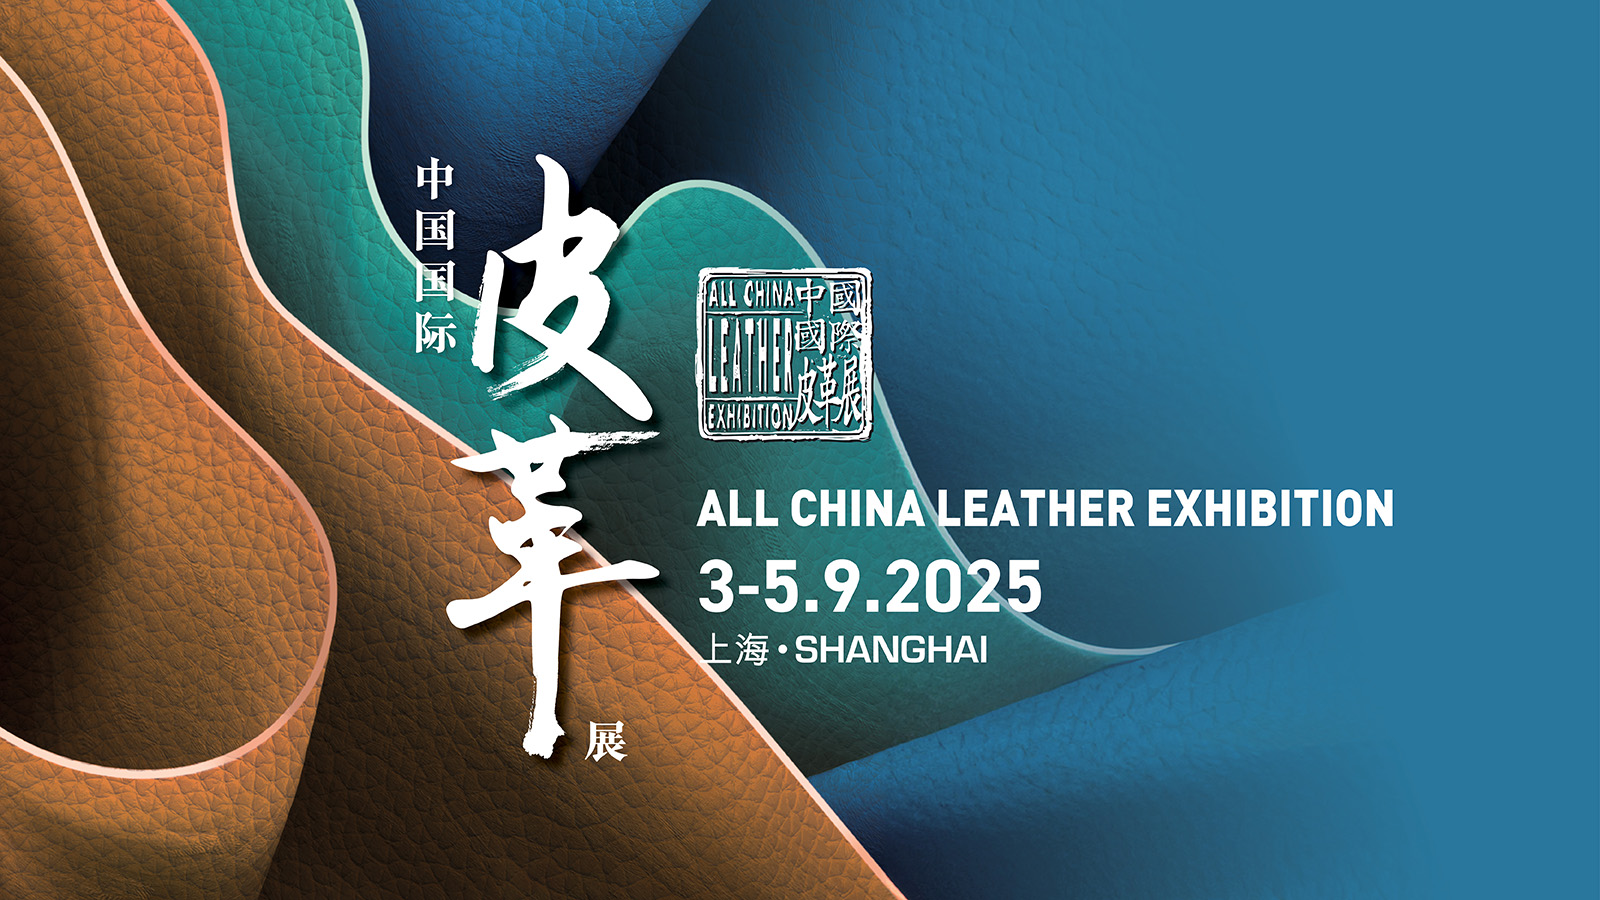 中国国际
皮革
展
ALL CHINA
LEATHER
EXHIBITION
中國
國際
皮革展
ALL CHINA LEATHER EXHIBITION
3-5.9.2025
上海·SHANGHAI